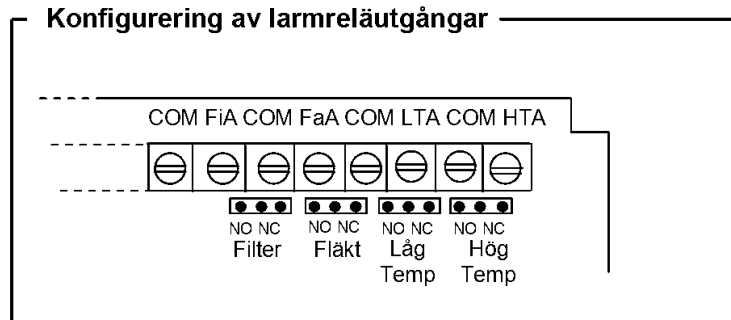 Konfigurering av larmreläutgångar
COM FiA COM FaA COM LTA COM HTA
NO NC NO NC NO NC NO NC
Filter Fläkt Låg Hög
Temp Temp